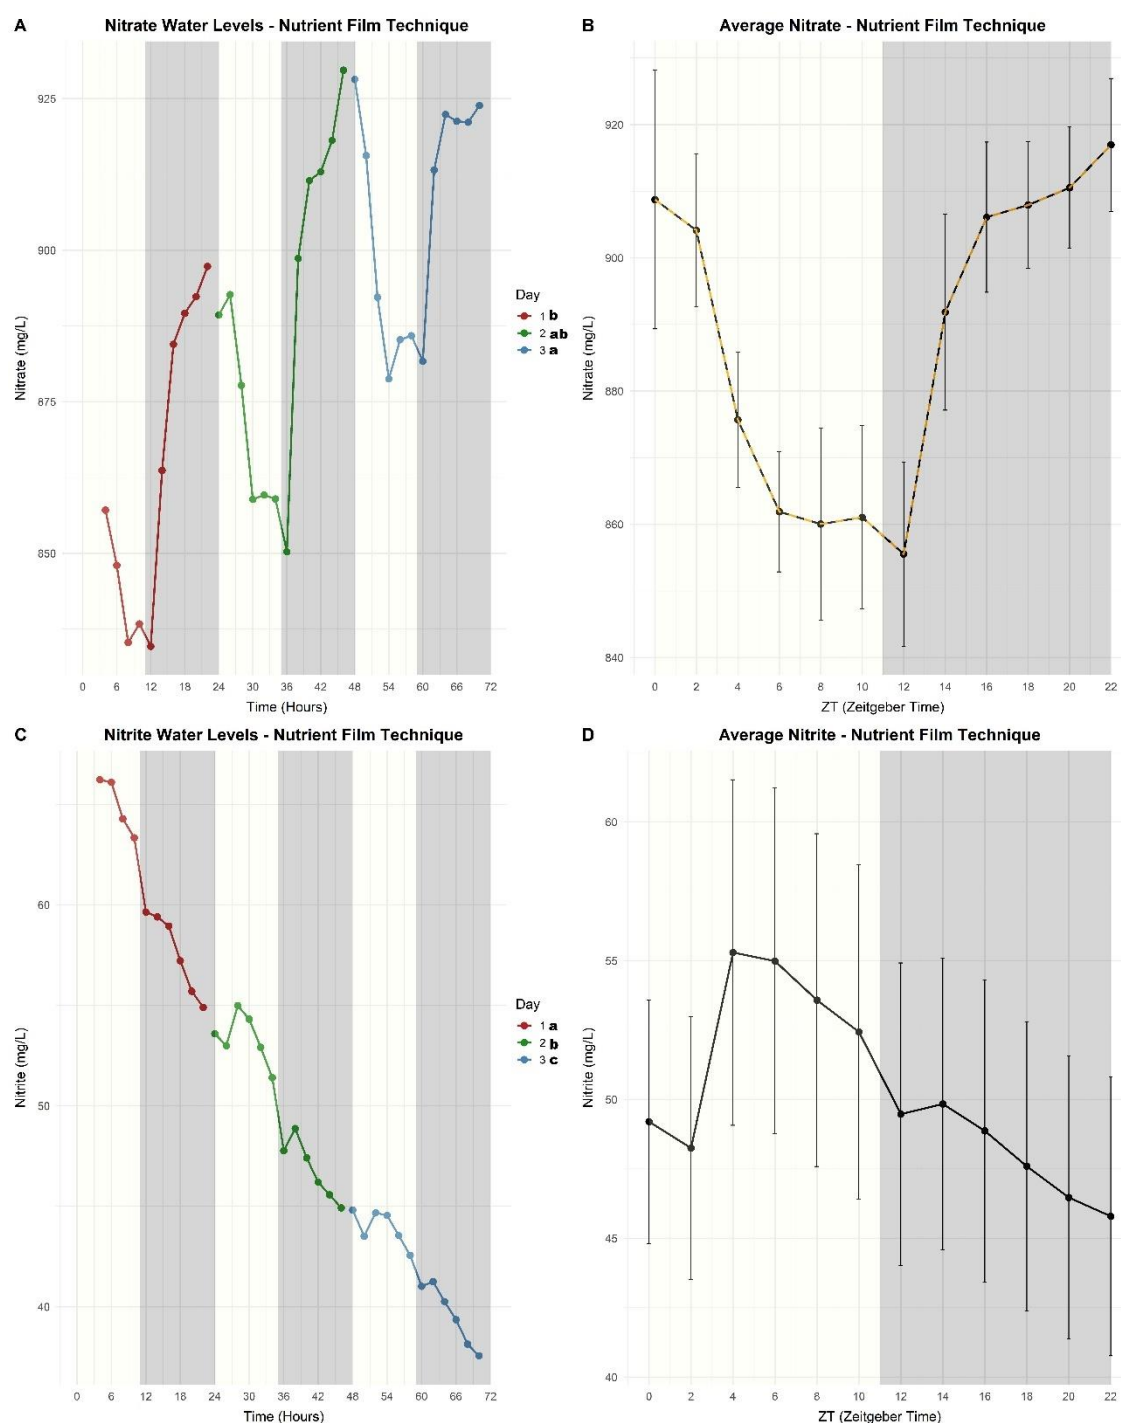 A Nitrate Water Levels - Nutrient Film Technique
Nitrate (mg/L)
925
900
875
850
0 6 12 18 24 30 36 42 48 54 60 66 72
Time (Hours)
Day
1 b
2 ab
3 a
B Average Nitrate - Nutrient Film Technique
Nitrate (mg/L)
920
900
880
860
840
0 2 4 6 8 10 12 14 16 18 20 22
ZT (Zeitgeber Time)
C Nitrite Water Levels - Nutrient Film Technique
Nitrite (mg/L)
60
50
40
0 6 12 18 24 30 36 42 48 54 60 66 72
Time (Hours)
Day
1 a
2 b
3 c
D Average Nitrite - Nutrient Film Technique
Nitrite (mg/L)
60
55
50
45
40
0 2 4 6 8 10 12 14 16 18 20 22
ZT (Zeitgeber Time)